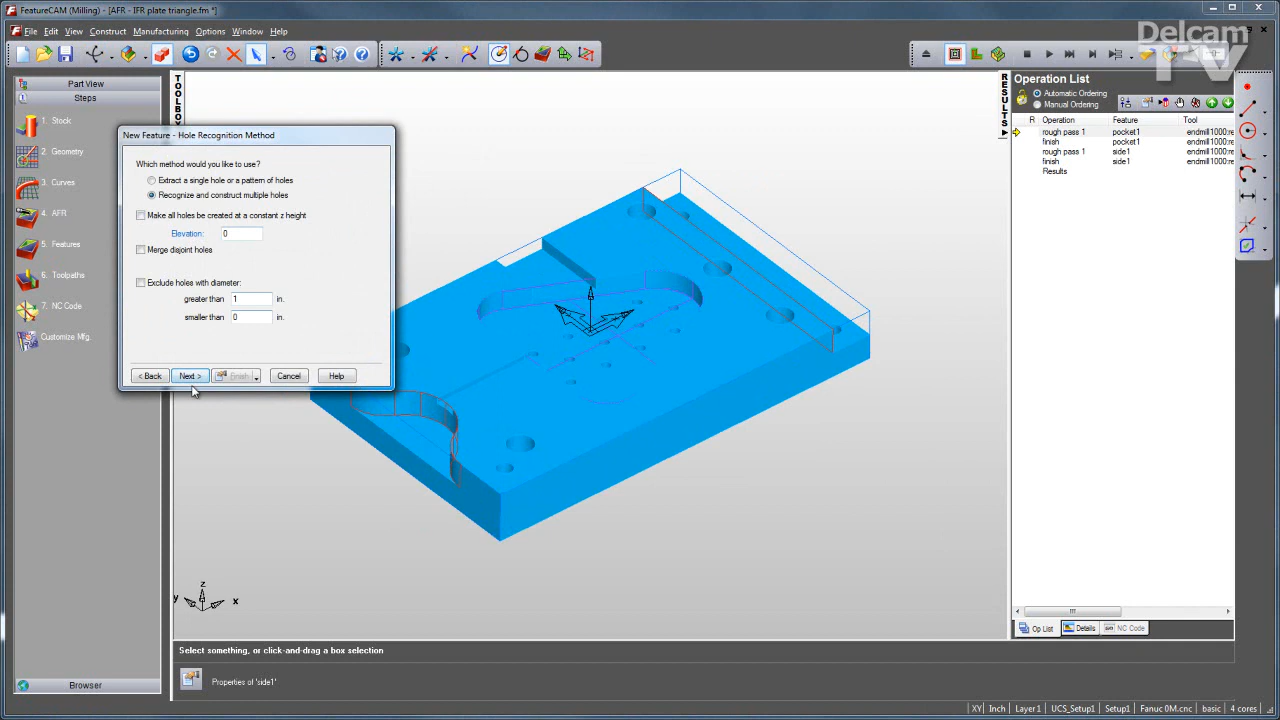 FeatureCAM (Milling) - [AFR - IFR plate triangle.fm *]
File Edit View Construct Manufacturing Options Window Help
Delcam
TV
Part View
Steps
1. Stock
2. Geometry
3. Curves
4. AFR
5. Features
6. Toolpaths
7. NC Code
Customize Mfg.
Browser
TOOLBOX
New Feature - Hole Recognition Method
Which method would you like to use?
Extract a single hole or a pattern of holes
Recognize and construct multiple holes
Make all holes be created at a constant z height
Elevation: 0
Merge disjoint holes
Exclude holes with diameter:
greater than 1 in.
smaller than 0 in.
< Back Next > Finish Cancel Help
z
y x
RESULTS
Operation List
Automatic Ordering
Manual Ordering
R Operation Feature Tool
rough pass 1 pocket1 endmill1000:re
finish pocket1 endmill1000:re
rough pass 1 side1 endmill1000:re
finish side1 endmill1000:re
Results
Op List Details NC Code
Select something, or click-and-drag a box selection
Properties of 'side1'
XY Inch Layer1 UCS_Setup1 Setup1 Fanuc 0M.cnc basic 4 cores